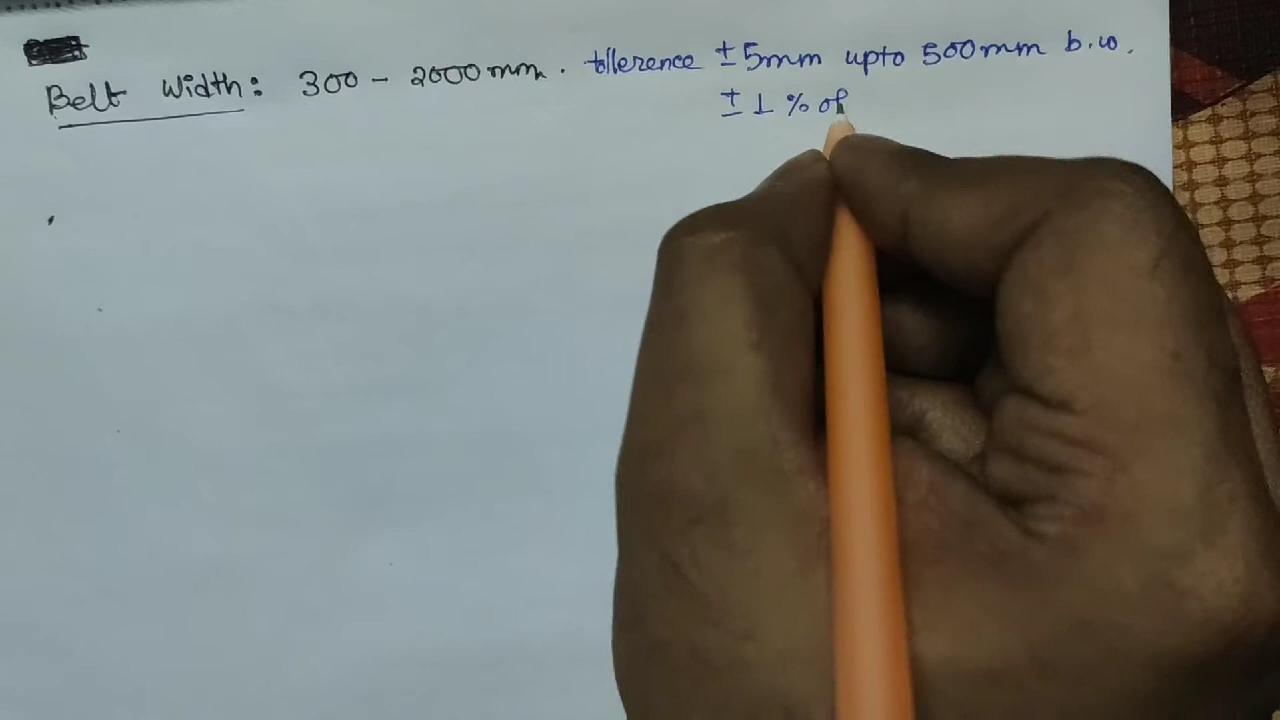 Belt Width: 300 - 2000 mm. tollerence ±5mm upto 500mm b.w.
± 1 % of